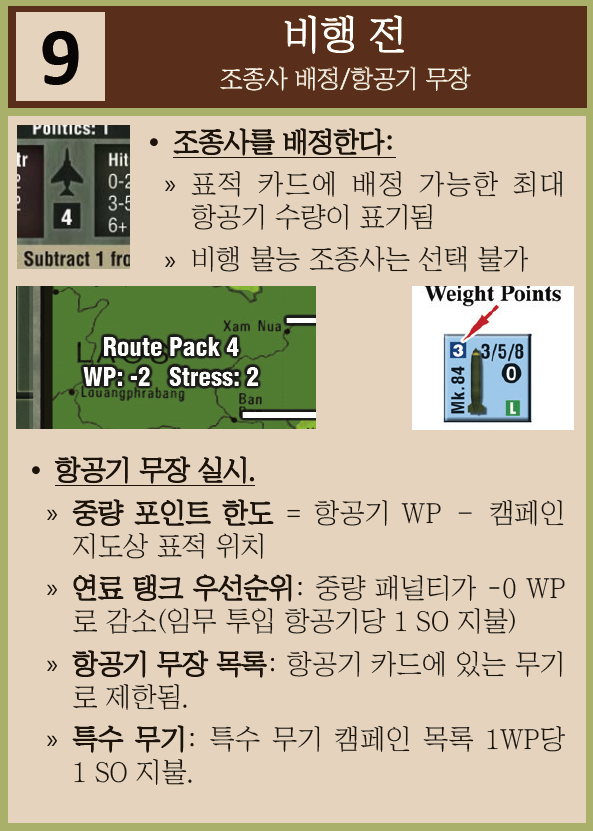 9
비행 전
조종사 배정/항공기 무장
Politics: 1
Hit
0-2
3-5
6+
4
Subtract 1 fro
• 조종사를 배정한다:
» 표적 카드에 배정 가능한 최대
항공기 수량이 표기됨
» 비행 불능 조종사는 선택 불가
Xam Nua
Route Pack 4
WP: -2 Stress: 2
Louangphrabang
Ban
Weight Points
3
3/5/8
Mk. 84
O
L
• 항공기 무장 실시.
» 중량 포인트 한도 = 항공기 WP – 캠페인
지도상 표적 위치
» 연료 탱크 우선순위: 중량 패널티가 -0 WP
로 감소(임무 투입 항공기당 1 SO 지불)
» 항공기 무장 목록: 항공기 카드에 있는 무기
로 제한됨.
» 특수 무기: 특수 무기 캠페인 목록 1WP당
1 SO 지불.